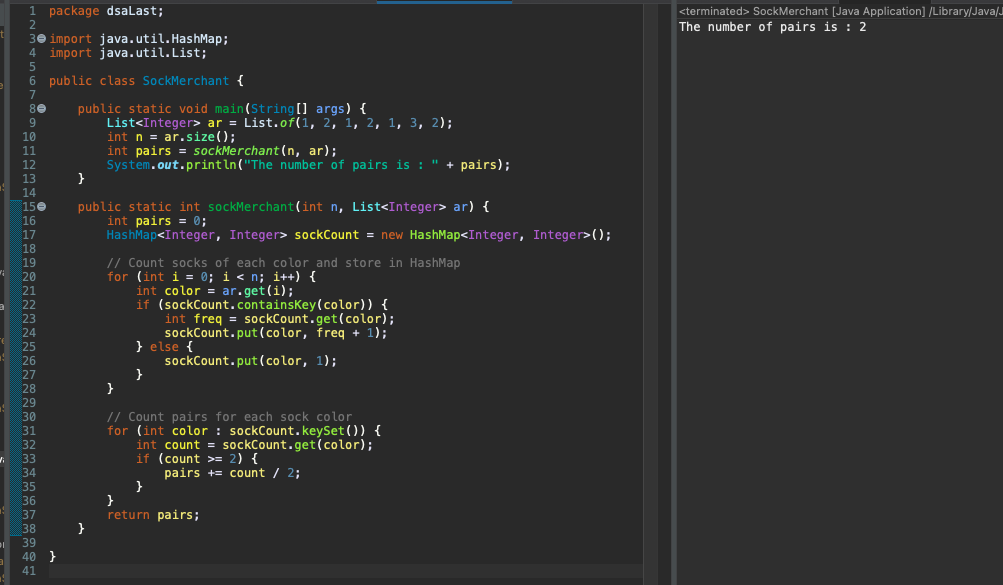 1 package dsaLast;
2
3 import java.util.HashMap;
4 import java.util.List;
5
6 public class SockMerchant {
7
8     public static void main(String[] args) {
9         List<Integer> ar = List.of(1, 2, 1, 2, 1, 3, 2);
10         int n = ar.size();
11         int pairs = sockMerchant(n, ar);
12         System.out.println("The number of pairs is : " + pairs);
13     }
14
15     public static int sockMerchant(int n, List<Integer> ar) {
16         int pairs = 0;
17         HashMap<Integer, Integer> sockCount = new HashMap<Integer, Integer>();
18
19         // Count socks of each color and store in HashMap
20         for (int i = 0; i < n; i++) {
21             int color = ar.get(i);
22             if (sockCount.containsKey(color)) {
23                 int freq = sockCount.get(color);
24                 sockCount.put(color, freq + 1);
25             } else {
26                 sockCount.put(color, 1);
27             }
28         }
29
30         // Count pairs for each sock color
31         for (int color : sockCount.keySet()) {
32             int count = sockCount.get(color);
33             if (count >= 2) {
34                 pairs += count / 2;
35             }
36         }
37         return pairs;
38     }
39
40 }
41
<terminated> SockMerchant [Java Application] /Library/Java/J
The number of pairs is : 2